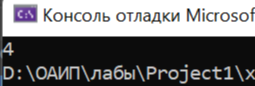 Консоль отладки Microsof
4
D:\ОАИП\лабы\Project1\x